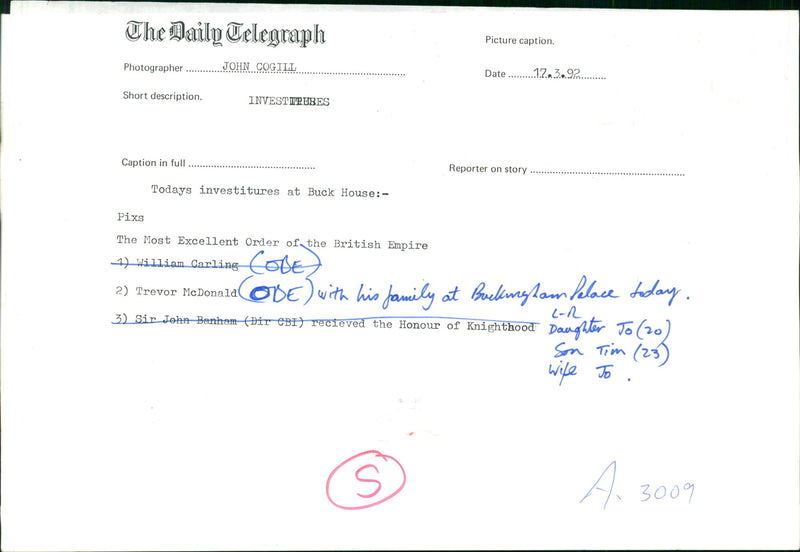 The Daily Telegraph
Picture caption.
Photographer ........ JOHN COGILL ........
Date ........ 17.3.92 ........
Short description. INVESTITURES
Caption in full ........
Reporter on story ........
Todays investitures at Buck House:-
Pixs
The Most Excellent Order of the British Empire
1) William Carling (OBE)
2) Trevor McDonald (OBE) with his family at Buckingham Palace today.
3) Sir John Banham (Dir CBI) recieved the Honour of Knighthood
L-R
Daughter Jo (20)
Son Tim (23)
Wife Jo.
S
A. 3009